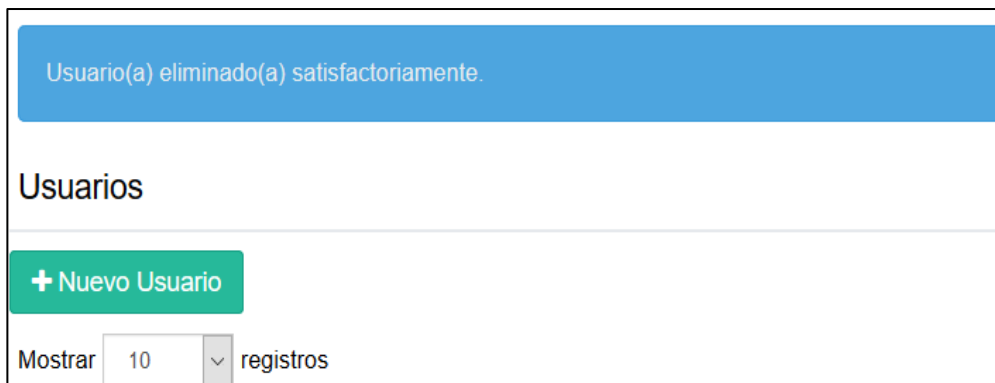 Usuario(a) eliminado(a) satisfactoriamente.
Usuarios
+ Nuevo Usuario
Mostrar 10 registros